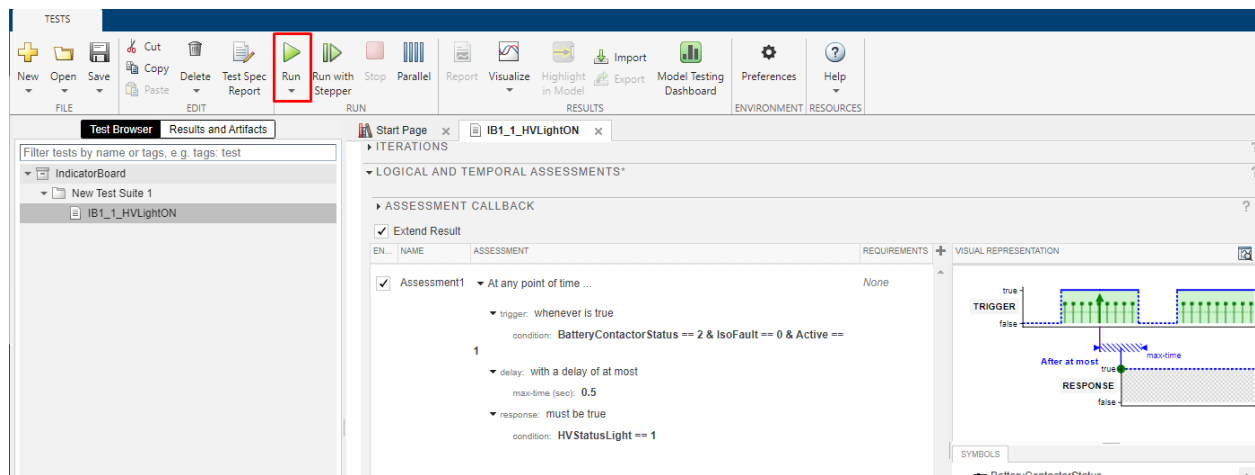 TESTS
New
Open
Save
Cut
Copy
Paste
Delete
Test Spec
Report
Run
Run with
Stepper
Stop
Parallel
Report
Visualize
Highlight
in Model
Import
Export
Model Testing
Dashboard
Preferences
Help
FILE
EDIT
RUN
RESULTS
ENVIRONMENT
RESOURCES
Test Browser
Results and Artifacts
Start Page
IB1_1_HVLightON
Filter tests by name or tags, e.g. tags: test
IndicatorBoard
New Test Suite 1
IB1_1_HVLightON
ITERATIONS
LOGICAL AND TEMPORAL ASSESSMENTS*
ASSESSMENT CALLBACK
?
Extend Result
EN... NAME ASSESSMENT REQUIREMENTS
VISUAL REPRESENTATION
Assessment1 At any point of time ... None
trigger: whenever is true
condition: BatteryContactorStatus == 2 & IsoFault == 0 & Active ==
1
delay: with a delay of at most
max-time (sec): 0.5
response: must be true
condition: HVStatusLight == 1
true
TRIGGER
false
After at most
max-time
true
RESPONSE
false
SYMBOLS
BatteryContactorStatus